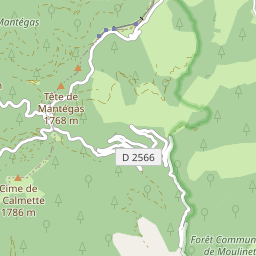 Mantégas
Tête de
Mantégas
1768 m
D 2566
Cime de
Calmette
1786 m
Forêt Commun
de Moulinet